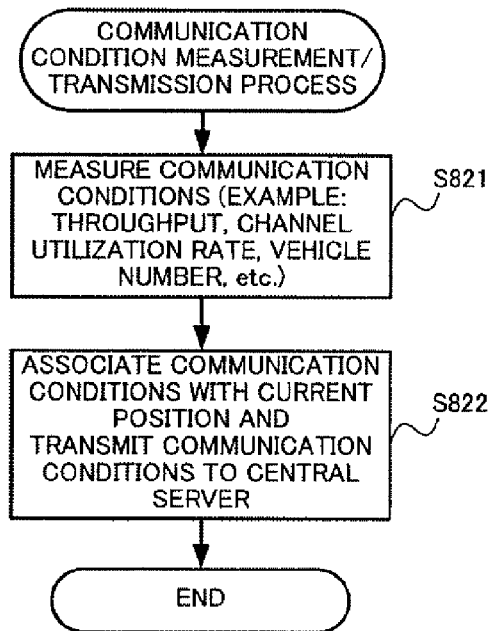 COMMUNICATION
CONDITION MEASUREMENT/
TRANSMISSION PROCESS
MEASURE COMMUNICATION
CONDITIONS (EXAMPLE:
THROUGHPUT, CHANNEL
UTILIZATION RATE, VEHICLE
NUMBER, etc.)
S821
ASSOCIATE COMMUNICATION
CONDITIONS WITH CURRENT
POSITION AND
TRANSMIT COMMUNICATION
CONDITIONS TO CENTRAL
SERVER
S822
END